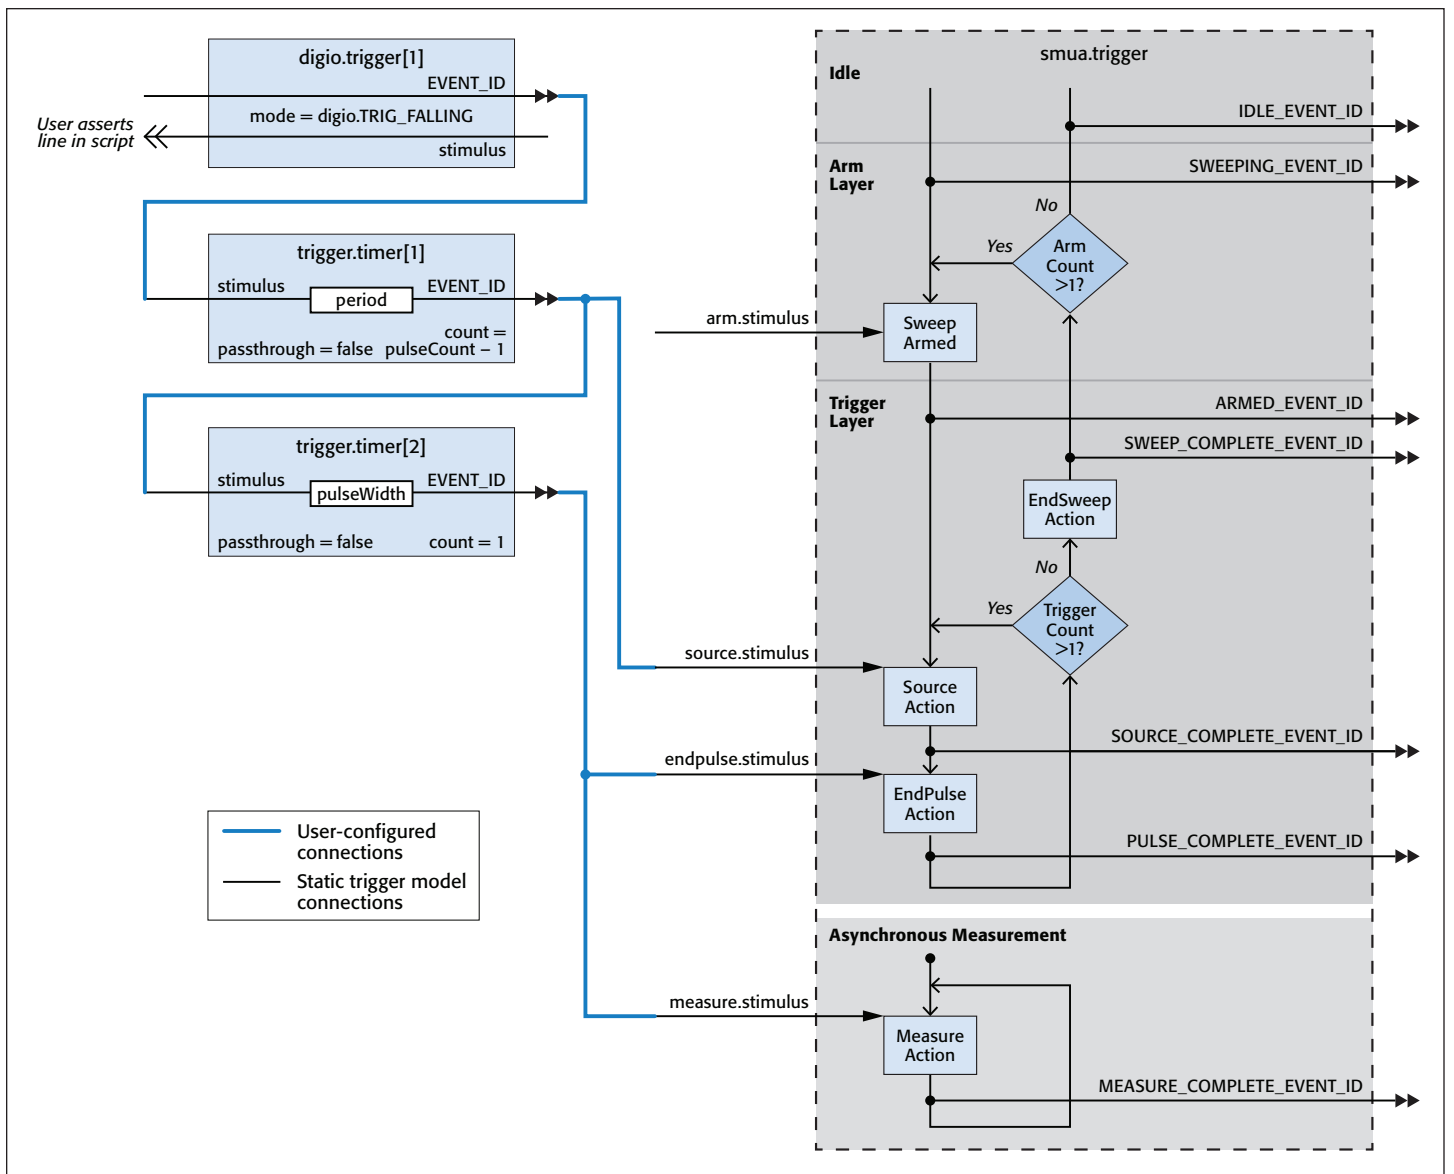 digio.trigger[1]
EVENT_ID
mode = digio.TRIG_FALLING
stimulus
User asserts
line in script
trigger.timer[1]
stimulus
period
EVENT_ID
count =
passthrough = false
pulseCount – 1
trigger.timer[2]
stimulus
pulseWidth
EVENT_ID
passthrough = false
count = 1
User-configured
connections
Static trigger model
connections
smua.trigger
Idle
IDLE_EVENT_ID
Arm
Layer
SWEEPING_EVENT_ID
No
Yes
Arm
Count
>1?
arm.stimulus
Sweep
Armed
Trigger
Layer
ARMED_EVENT_ID
SWEEP_COMPLETE_EVENT_ID
EndSweep
Action
No
Yes
Trigger
Count
>1?
source.stimulus
Source
Action
SOURCE_COMPLETE_EVENT_ID
endpulse.stimulus
EndPulse
Action
PULSE_COMPLETE_EVENT_ID
Asynchronous Measurement
measure.stimulus
Measure
Action
MEASURE_COMPLETE_EVENT_ID